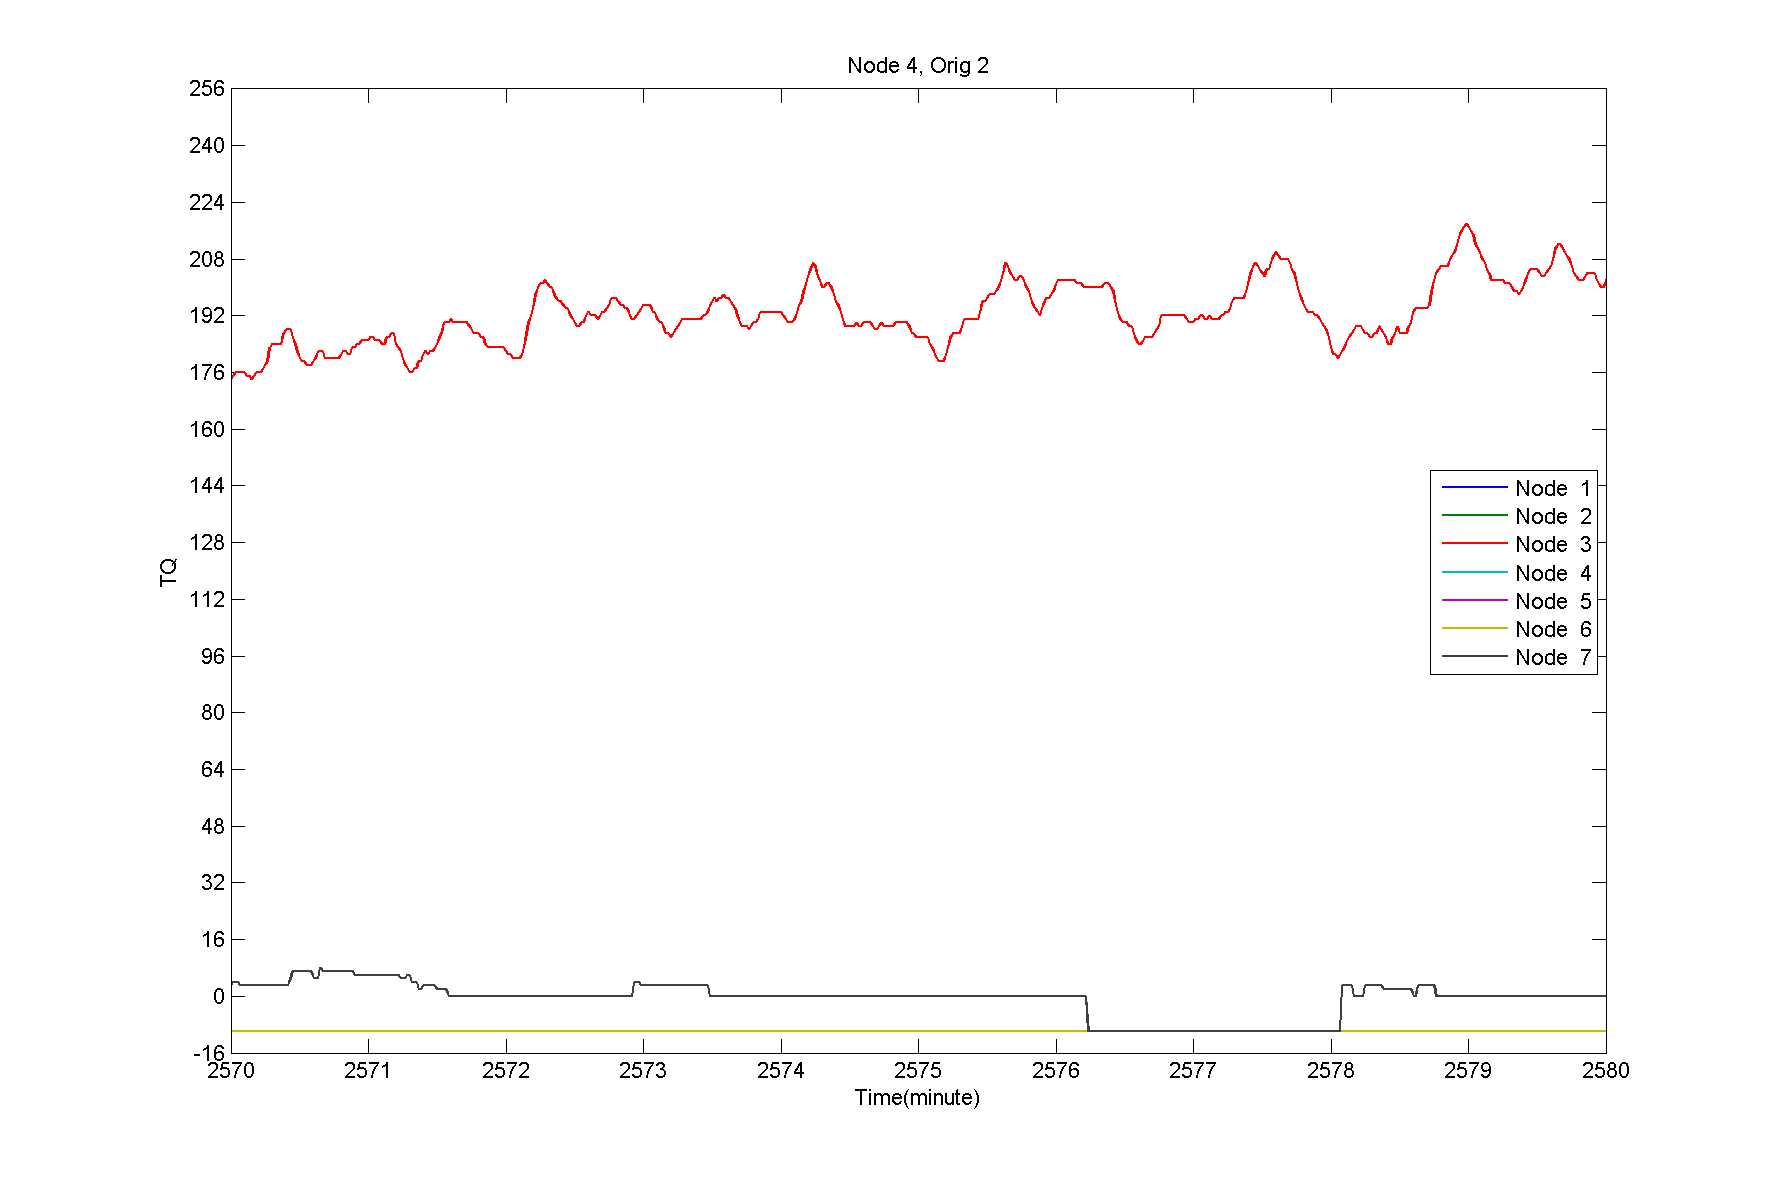 Node 4, Orig 2
256
240
224
208
192
176
160
144
128
112
96
80
64
48
32
16
0
-16
TQ
Node 1
Node 2
Node 3
Node 4
Node 5
Node 6
Node 7
2570 2571 2572 2573 2574 2575 2576 2577 2578 2579 2580
Time(minute)